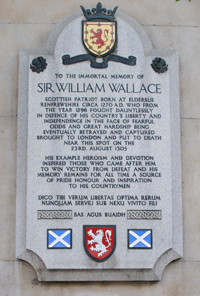 TO THE IMMORTAL MEMORY OF
SIR WILLIAM WALLACE
SCOTTISH PATRIOT BORN AT ELDERSLIE
RENFREWSHIRE CIRCA 1270 A.D. WHO FROM
THE YEAR 1296 FOUGHT DAUNTLESSLY
IN DEFENCE OF HIS COUNTRY'S LIBERTY AND
INDEPENDENCE IN THE FACE OF FEARFUL
ODDS AND GREAT HARDSHIP BEING
EVENTUALLY BETRAYED AND CAPTURED
BROUGHT TO LONDON AND PUT TO DEATH
NEAR THIS SPOT ON THE
23RD AUGUST 1305
HIS EXAMPLE HEROISM AND DEVOTION
INSPIRED THOSE WHO CAME AFTER HIM
TO WIN VICTORY FROM DEFEAT AND HIS
MEMORY REMAINS FOR ALL TIME A SOURCE
OF PRIDE HONOUR AND INSPIRATION
TO HIS COUNTRYMEN
DICO TIBI VERUM LIBERTAS OPTIMA RERUM
NUNQUAM SERVILI SUB NEXU VIVITO FILI
BAS AGUS BUAIDH